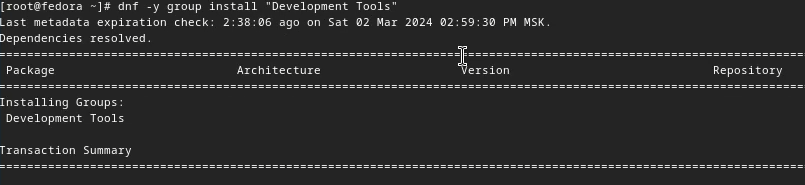 [root@fedora ~]# dnf -y group install "Development Tools"
Last metadata expiration check: 2:38:06 ago on Sat 02 Mar 2024 02:59:30 PM MSK.
Dependencies resolved.
================================================================================
Package Architecture Version Repository
================================================================================
Installing Groups:
Development Tools
Transaction Summary
================================================================================